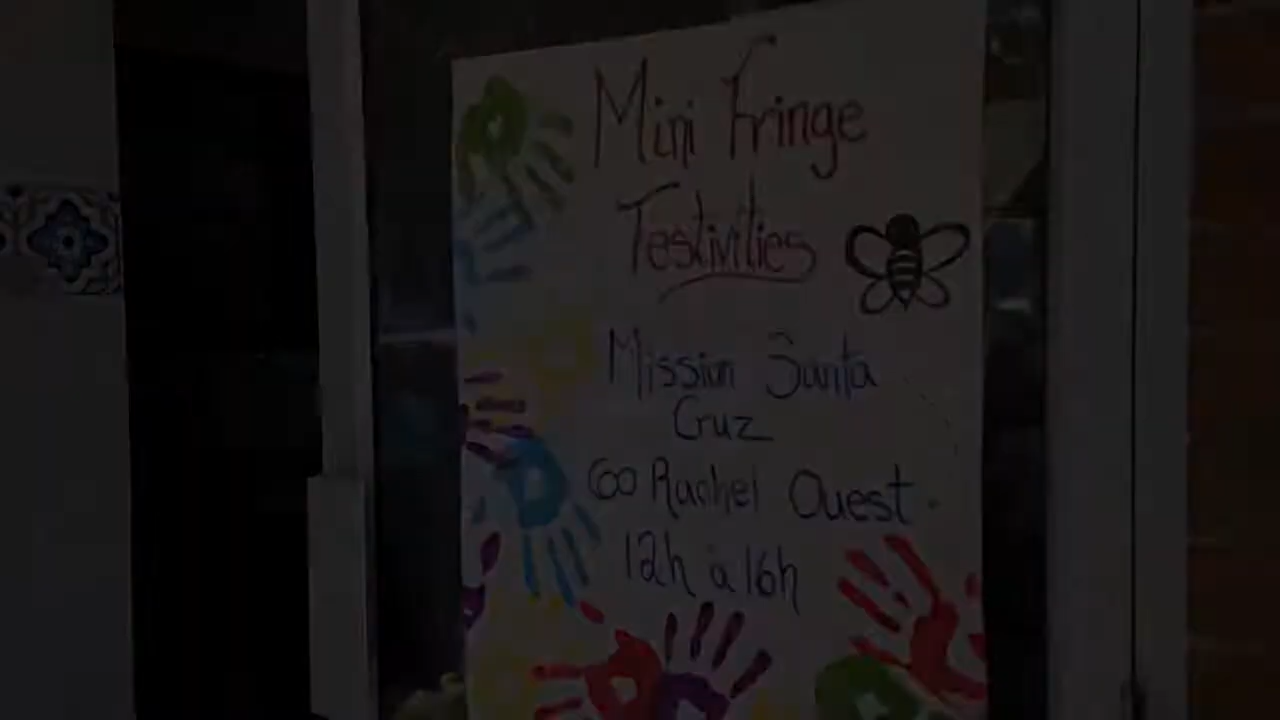 Mini Fringe
Festivities
Mission Santa
Cruz
60 Rachel Ouest
12h à 16h